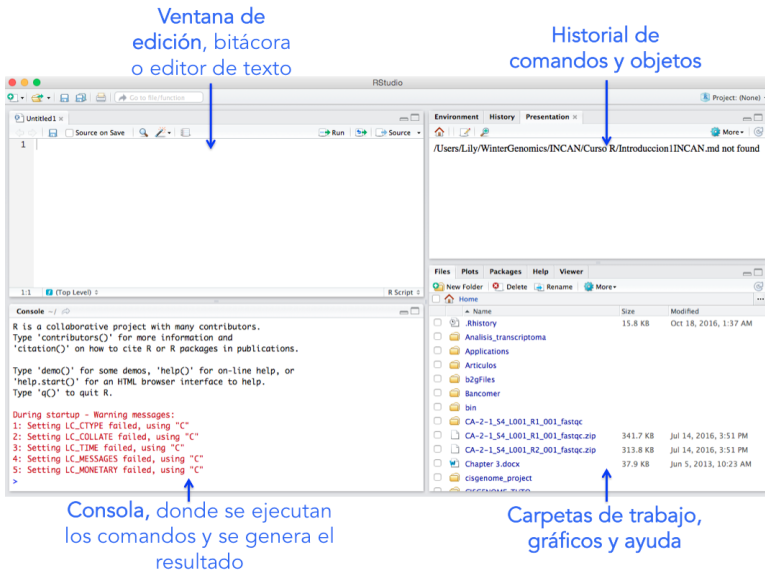 Ventana de
edición, bitácora
o editor de texto
Historial de
comandos y objetos
RStudio
Go to file/function
Project: (None)
Untitled1
Source on Save
Run
Source
1
1:1
(Top Level)
R Script
Environment History Presentation
More
/Users/Lily/WinterGenomics/INCAN/Curso R/Introduccion1INCAN.md not found
Console ~/
R is a collaborative project with many contributors.
Type 'contributors()' for more information and
'citation()' on how to cite R or R packages in publications.
Type 'demo()' for some demos, 'help()' for on-line help, or
'help.start()' for an HTML browser interface to help.
Type 'q()' to quit R.
During startup - Warning messages:
1: Setting LC_CTYPE failed, using "C"
2: Setting LC_COLLATE failed, using "C"
3: Setting LC_TIME failed, using "C"
4: Setting LC_MESSAGES failed, using "C"
5: Setting LC_MONETARY failed, using "C"
>
Files Plots Packages Help Viewer
New Folder Delete Rename More
Home
Name Size Modified
.Rhistory 15.8 KB Oct 18, 2016, 1:37 AM
Analisis_transcriptoma
Applications
Articulos
b2gFiles
Bancomer
bin
CA-2-1_S4_L001_R1_001_fastqc
CA-2-1_S4_L001_R1_001_fastqc.zip 341.7 KB Jul 14, 2016, 3:51 PM
CA-2-1_S4_L001_R2_001_fastqc.zip 313.8 KB Jul 14, 2016, 3:51 PM
Chapter 3.docx 37.9 KB Jun 5, 2013, 10:23 AM
cisgenome_project
Consola, donde se ejecutan
los comandos y se genera el
resultado
Carpetas de trabajo,
gráficos y ayuda